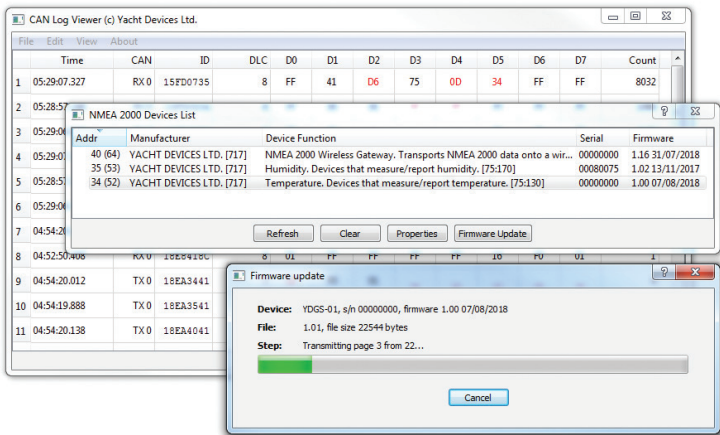 CAN Log Viewer (c) Yacht Devices Ltd.
File Edit View About
Time CAN ID DLC D0 D1 D2 D3 D4 D5 D6 D7 Count
1 05:29:07.327 RX 0 15FD0735 8 FF 41 D6 75 0D 34 FF FF 8032
2 05:28:57
NMEA 2000 Devices List
3 05:29:06
Addr Manufacturer Device Function Serial Firmware
40 (64) YACHT DEVICES LTD. [717] NMEA 2000 Wireless Gateway. Transports NMEA 2000 data onto a wir... 00000000 1.16 31/07/2018
4 05:29:07
35 (53) YACHT DEVICES LTD. [717] Humidity. Devices that measure/report humidity. [75:170] 00080075 1.02 13/11/2017
5 05:28:57
34 (52) YACHT DEVICES LTD. [717] Temperature. Devices that measure/report temperature. [75:130] 00000000 1.00 07/08/2018
6 05:29:06
7 04:54:20
Refresh Clear Properties Firmware Update
8 04:52:50.408 RX 0 18E8418C 8 01 FF FF FF FF 16 F0 01 1
9 04:54:20.012 TX 0 18EA3441
10 04:54:19.888 TX 0 18EA3541
11 04:54:20.138 TX 0 18EA4041
Firmware update
Device: YDGS-01, s/n 00000000, firmware 1.00 07/08/2018
File: 1.01, file size 22544 bytes
Step: Transmitting page 3 from 22...
Cancel